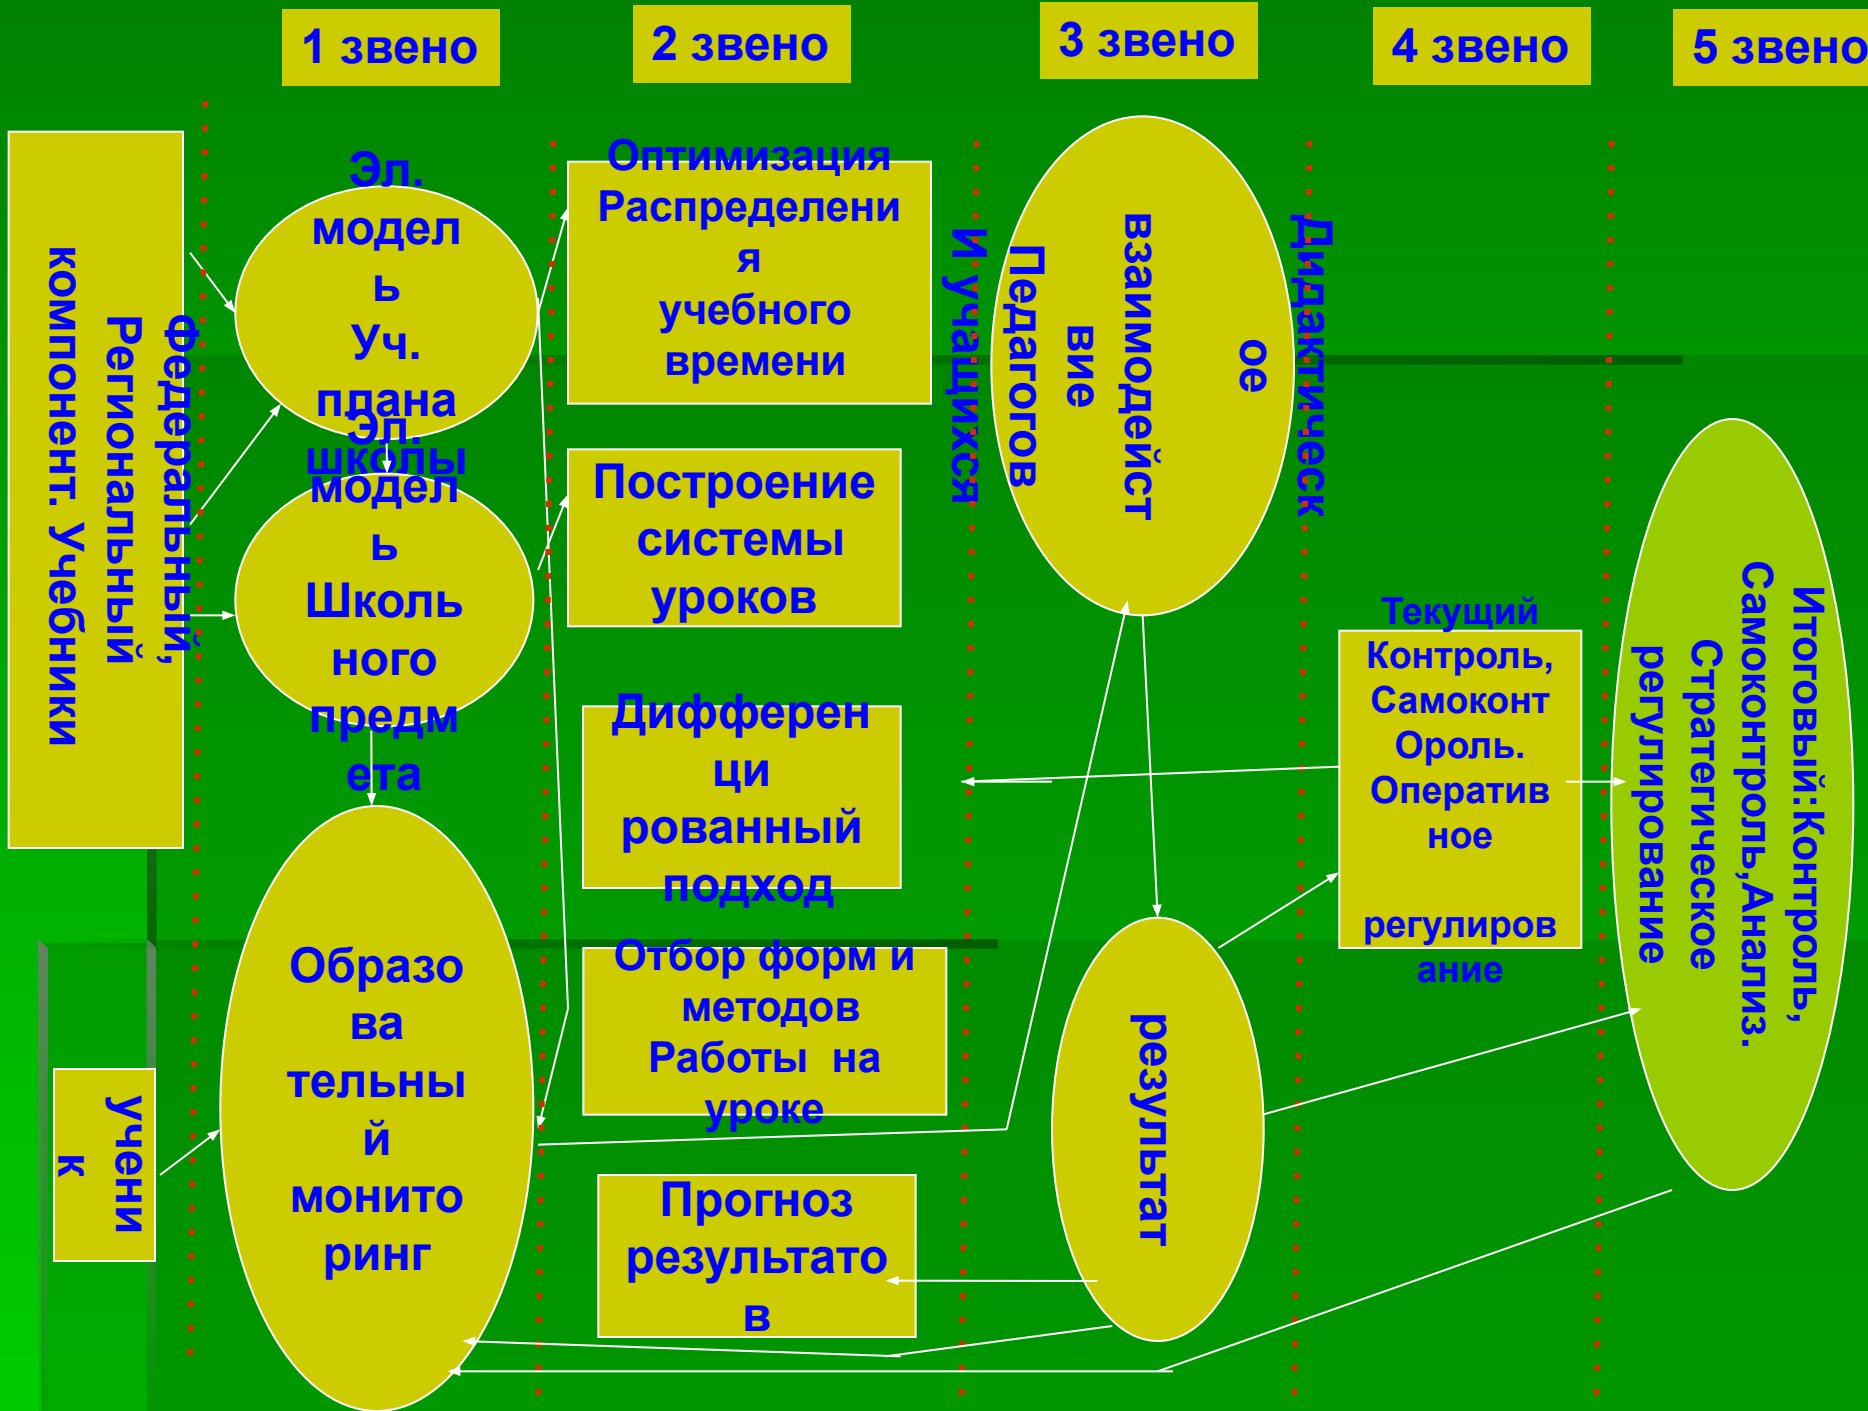 1 звено
2 звено
3 звено
4 звено
5 звено
Федеральный,
Региональный
компонент. Учебники
учени
к
Эл.
модел
ь
Уч.
плана
школы
Эл.
модел
ь
Школь
ного
предм
ета
Образо
ва
тельны
й
монито
ринг
Оптимизация
Распределени
я
учебного
времени
Построение
системы
уроков
Дифферен
ци
рованный
подход
Отбор форм и
методов
Работы  на
уроке
Прогноз
результато
в
Дидактическ
ое
взаимодейст
вие
Педагогов
И учащихся
результат
Текущий
Контроль,
Самоконт
Ороль.
Оператив
ное
регулиров
ание
Итоговый:Контроль,
Самоконтроль,Анализ.
Стратегическое
регулирование